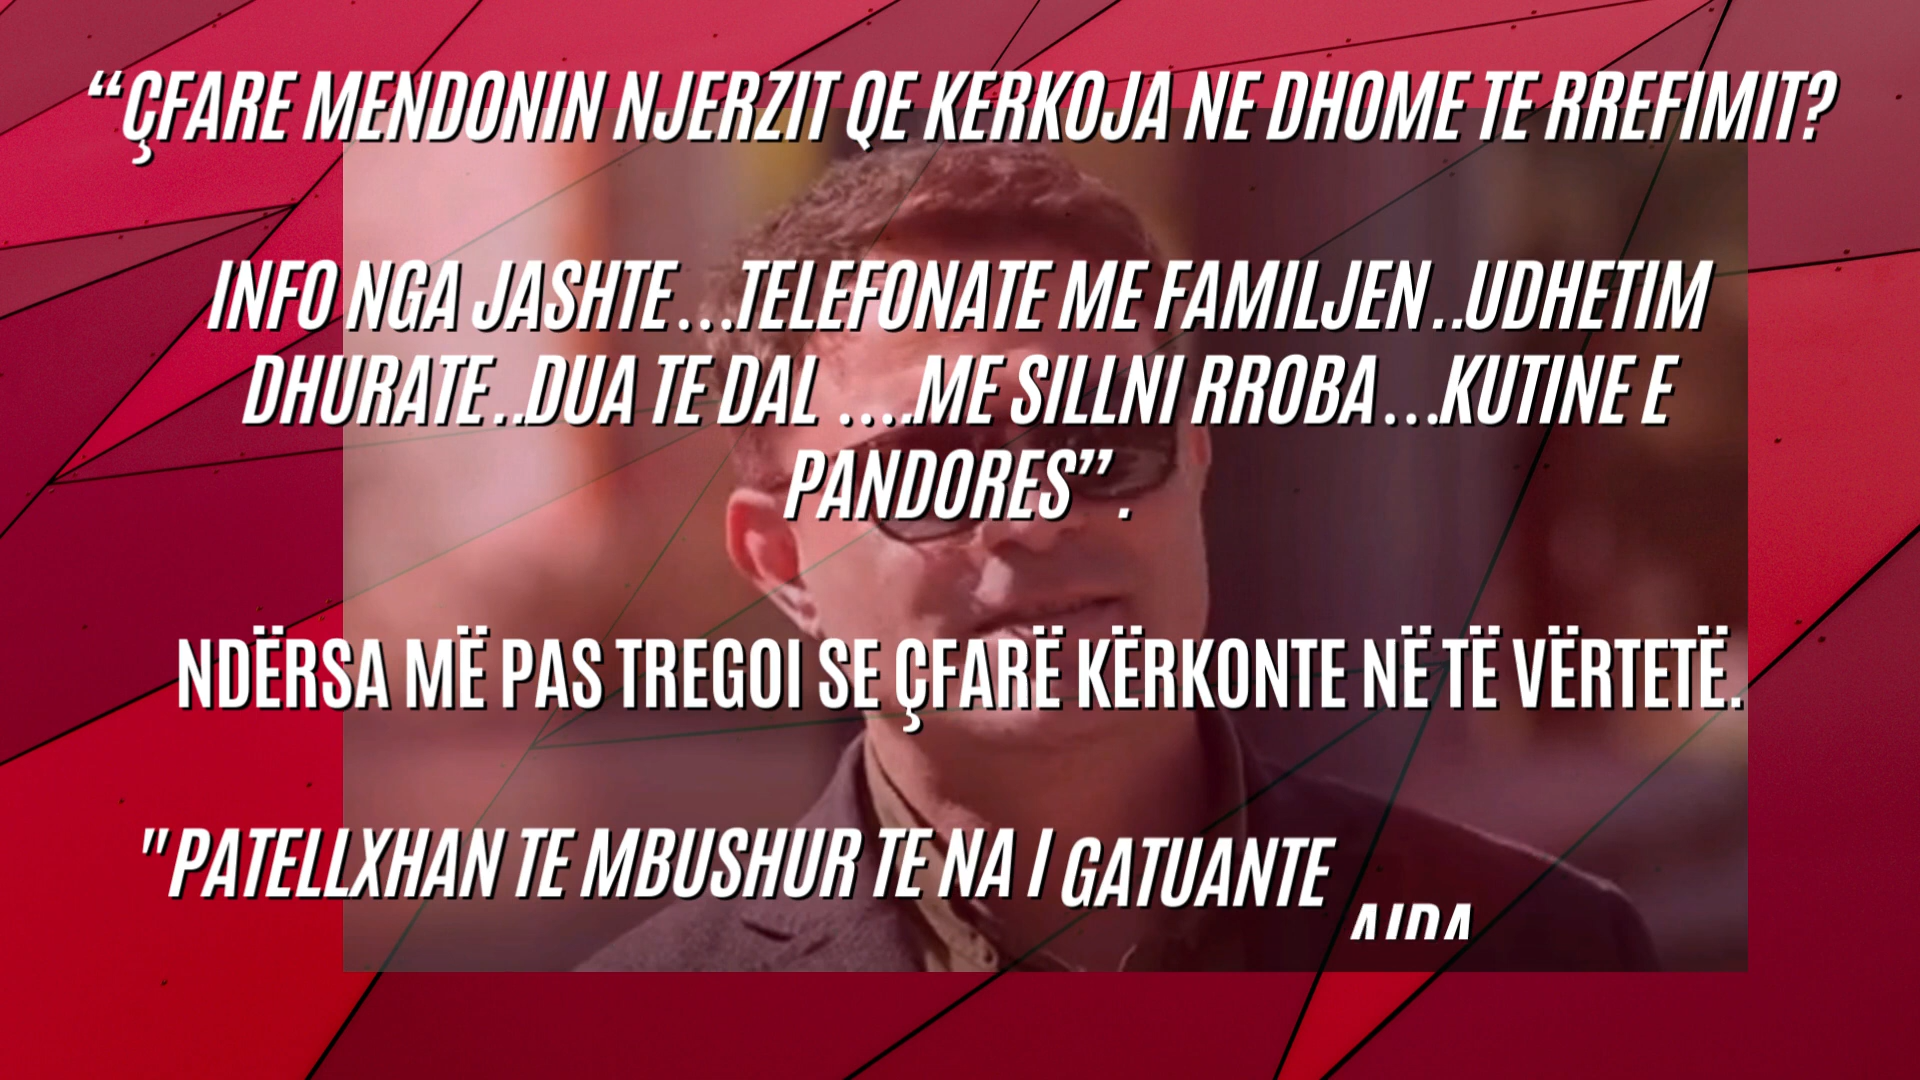 “ÇFARE MENDONIN NJERZIT QE KERKOJA NE DHOME TE RREFIMIT?
INFO NGA JASHTE...TELEFONATE ME FAMILJEN..UDHETIM
DHURATE..DUA TE DAL ....ME SILLNI RROBA...KUTINE E
PANDORES” .
NDËRSA MË PAS TREGOI SE ÇFARË KËRKONTE NË TË VËRTETË.
"PATELLXHAN TE MBUSHUR TE NA I GATUANTE